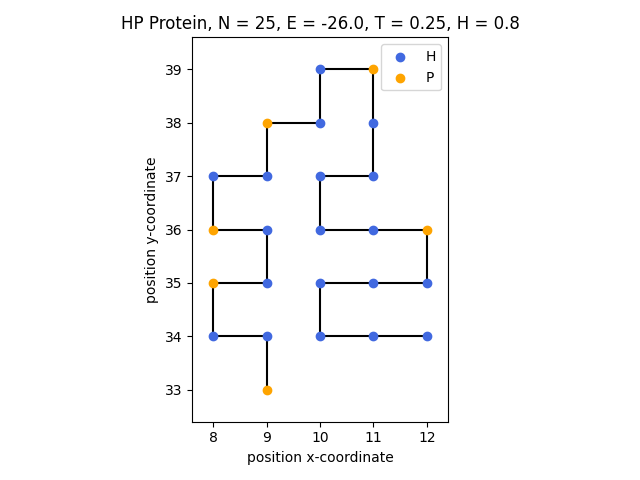 HP Protein, N = 25, E = -26.0, T = 0.25, H = 0.8
H
P
39
38
37
36
35
34
33
position y-coordinate
8 9 10 11 12
position x-coordinate